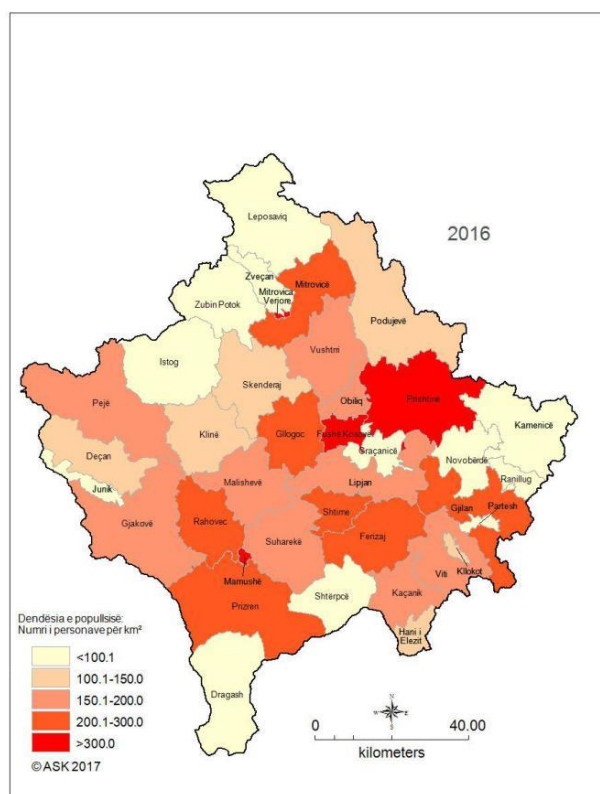 Leposaviq
2016
Zveçan
Mitrovicë
Mitrovica
Veriore
Zubin Potok
Podujevë
Vushtrri
Istog
Skenderaj
Pejë
Obiliq
Prishtinë
Kamenicë
Klinë
Gllogoc
Fushë Kosovë
Graçanicë
Novobërdë
Deçan
Ranillug
Junik
Malishevë
Lipjan
Gjilan
Partesh
Gjakovë
Rahovec
Shtime
Ferizaj
Suharekë
Viti
Kllokot
Mamushë
Prizren
Shtërpcë
Kaçanik
Hani i
Elezit
Dragash
Dendësia e popullsisë:
Numri i personave për km²
<100.1
100.1-150.0
150.1-200.0
200.1-300.0
>300.0
© ASK 2017
N
W E
S
0 40.00
kilometers